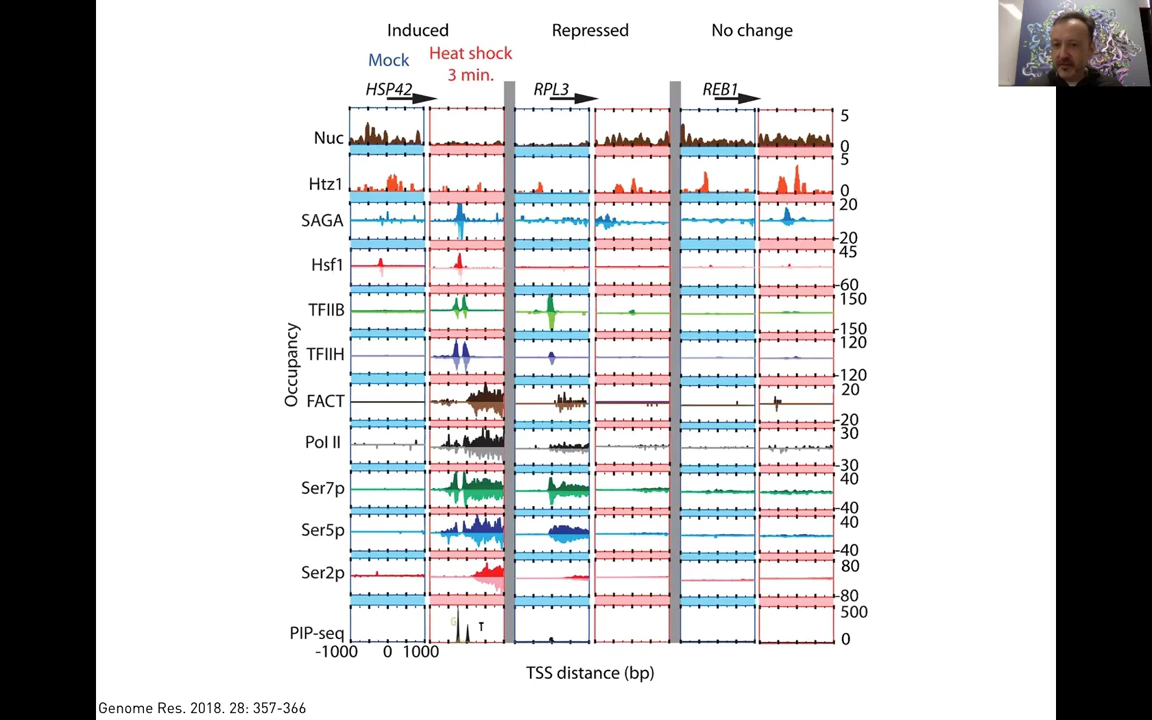 Induced Repressed No change
Mock Heat shock
3 min.
HSP42 RPL3 REB1
Nuc 5 0
Htz1 5 0
SAGA 20 -20
Hsf1 45 -60
TFIIB 150 -150
TFIIH 120 -120
FACT 20 -20
Pol II 30 -30
Ser7p 40 -40
Ser5p 40 -40
Ser2p 80 -80
PIP-seq 500 0
G T
Occupancy
-1000 0 1000
TSS distance (bp)
Genome Res. 2018. 28: 357-366